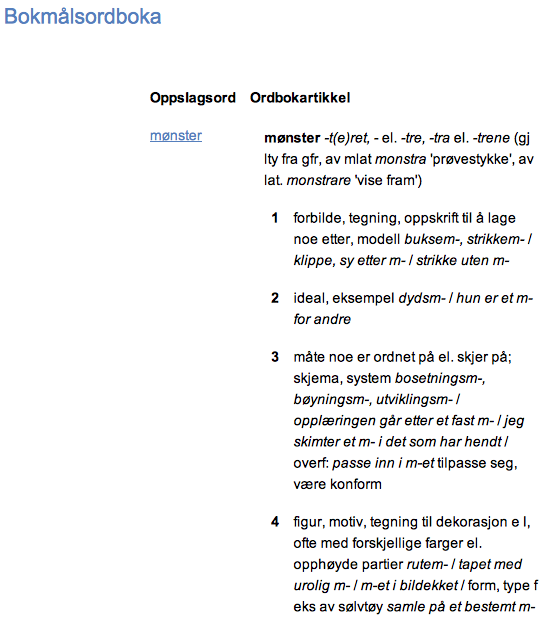 Bokmålsordboka
Oppslagsord Ordbokartikkel
mønster
mønster -t(e)ret, - el. -tre, -tra el. -trene (gj
lty fra gfr, av mlat monstra 'prøvestykke', av
lat. monstrare 'vise fram')
1 forbilde, tegning, oppskrift til å lage
noe etter, modell buksem-, strikkem- /
klippe, sy etter m- / strikke uten m-
2 ideal, eksempel dydsm- / hun er et m-
for andre
3 måte noe er ordnet på el. skjer på;
skjema, system bosetningsm-,
bøyningsm-, utviklingsm- /
opplæringen går etter et fast m- / jeg
skimter et m- i det som har hendt /
overf: passe inn i m-et tilpasse seg,
være konform
4 figur, motiv, tegning til dekorasjon e l,
ofte med forskjellige farger el.
opphøyde partier rutem- / tapet med
urolig m- / m-et i bildekket / form, type f
eks av sølvtøy samle på et bestemt m-